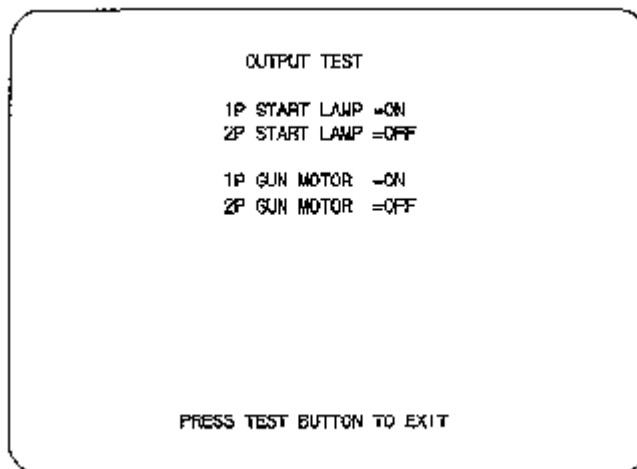 OUTPUT TEST
1P START LAMP =ON
2P START LAMP =OFF
1P GUN MOTOR =ON
2P GUN MOTOR =OFF
PRESS TEST BUTTON TO EXIT